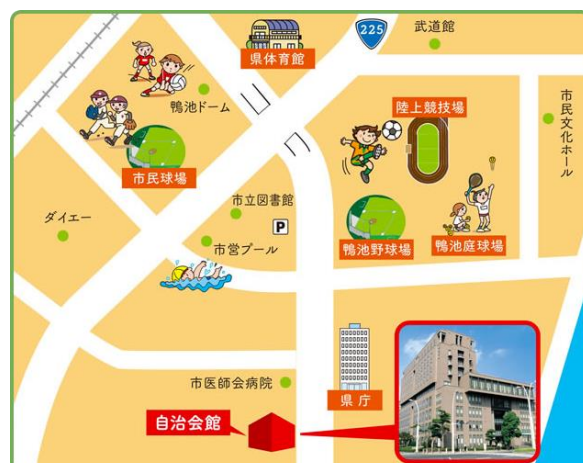 225
武道館
県体育館
鴨池ドーム
陸上競技場
市民文化ホール
市民球場
市立図書館
P
ダイエー
市営プール
鴨池野球場
鴨池庭球場
市医師会病院
県庁
自治会館